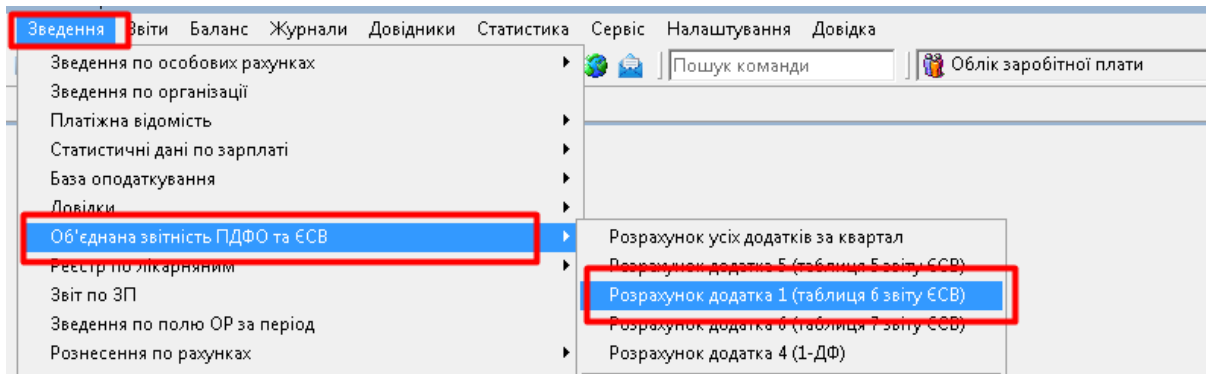 Зведення Звіти Баланс Журнали Довідники Статистика Сервіс Налаштування Довідка
Зведення по особових рахунках
Пошук команди
Облік заробітної плати
Зведення по організації
Платіжна відомість
Статистичні дані по зарплаті
База оподаткування
Довідки
Об'єднана звітність ПДФО та ЄСВ
Розрахунок усіх додатків за квартал
Реєстр по лікарняним
Розрахунок додатка 5 (таблиця 5 звіту ЄСВ)
Звіт по ЗП
Розрахунок додатка 1 (таблиця 6 звіту ЄСВ)
Зведення по полю ОР за період
Розрахунок додатка 6 (таблиця 7 звіту ЄСВ)
Рознесення по рахунках
Розрахунок додатка 4 (1-ДФ)